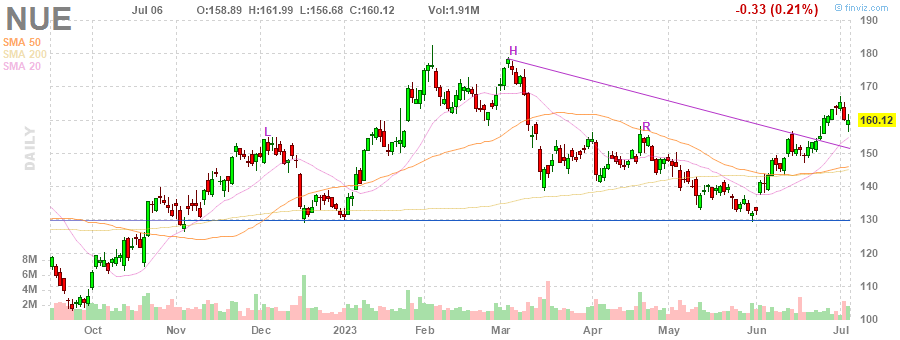 NUE Jul 06 O:158.89 H:161.99 L:156.68 C:160.12 Vol:1.91M -0.33 (0.21%) © finviz.com
SMA 50
SMA 200
SMA 20
DAILY
L
H
R
190
180
170
160.12
150
140
130
120
110
100
8M
6M
4M
2M
Oct Nov Dec 2023 Feb Mar Apr May Jun Jul